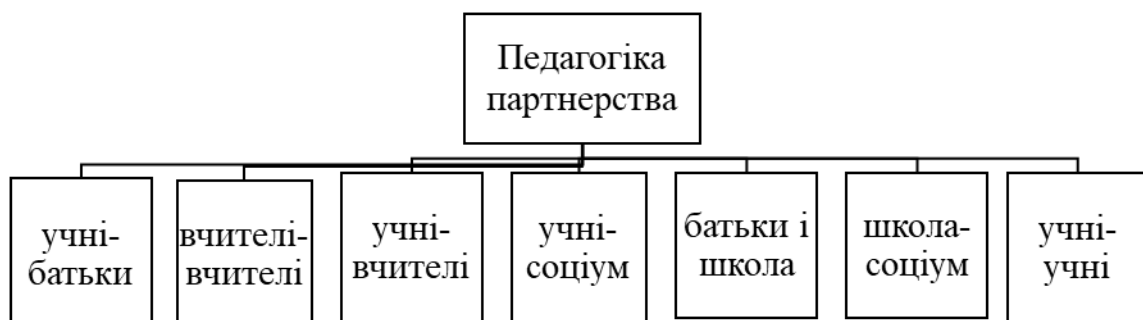 Педагогіка
партнерства
учні-
батьки
вчителі-
вчителі
учні-
вчителі
учні-
соціум
батьки і
школа
школа-
соціум
учні-
учні